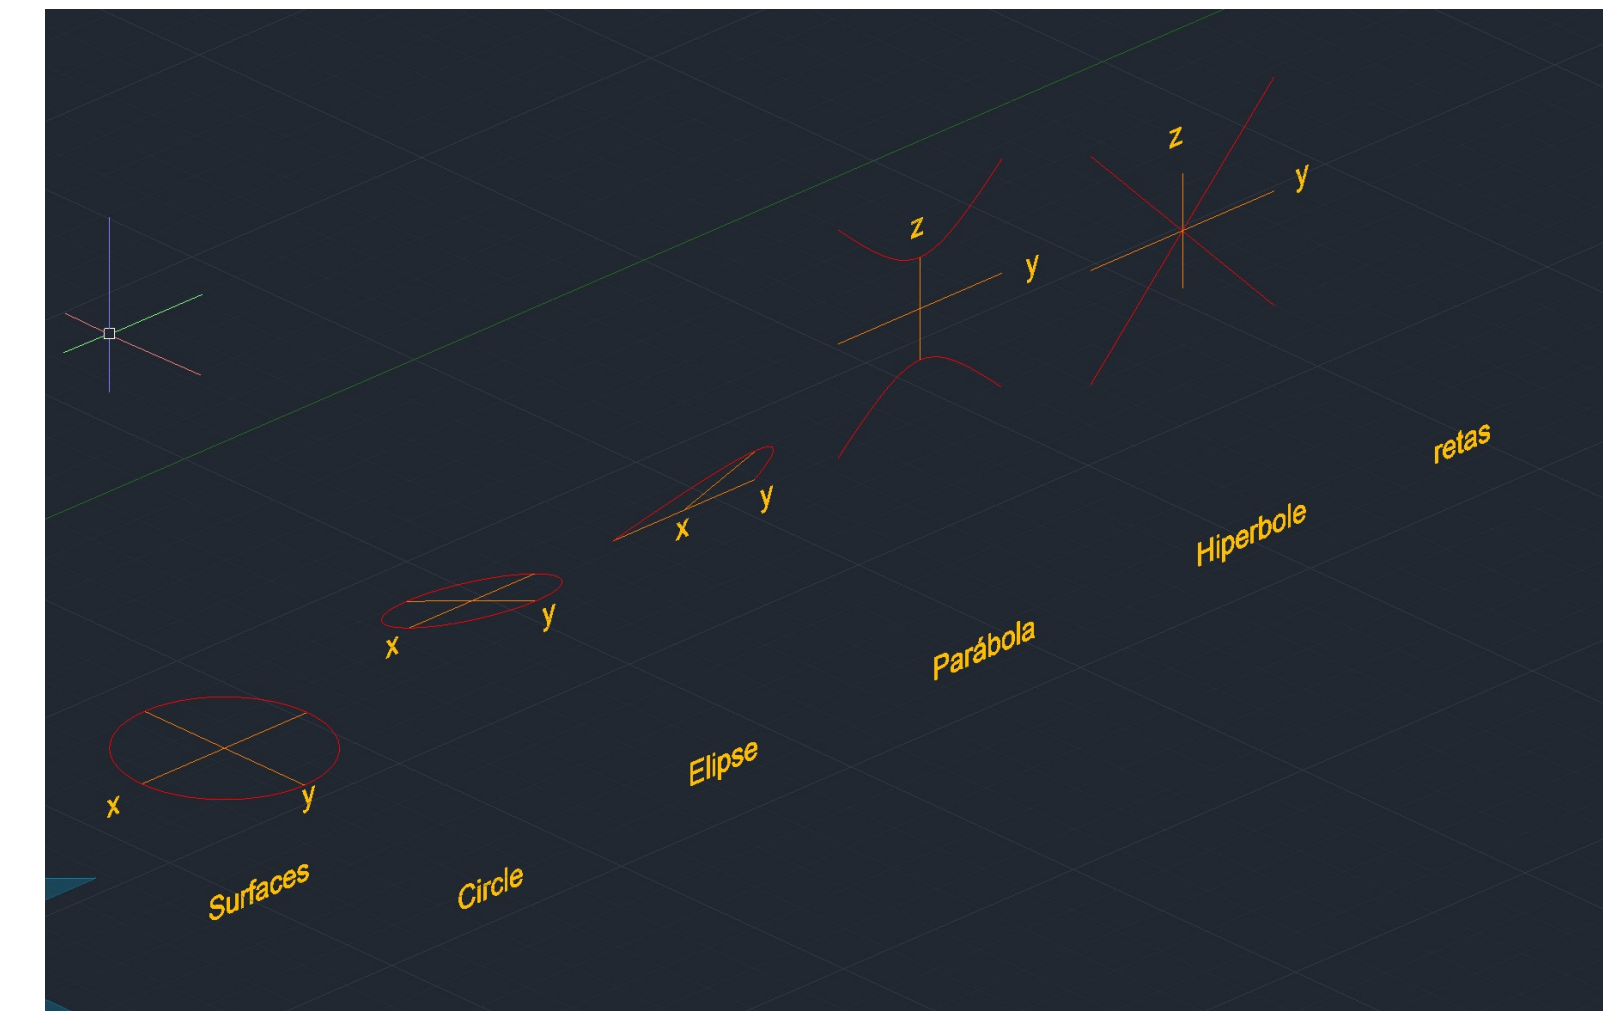 z
y
z
y
retas
x
y
Hiperbole
x
y
Parábola
Elipse
x
y
Surfaces
Circle